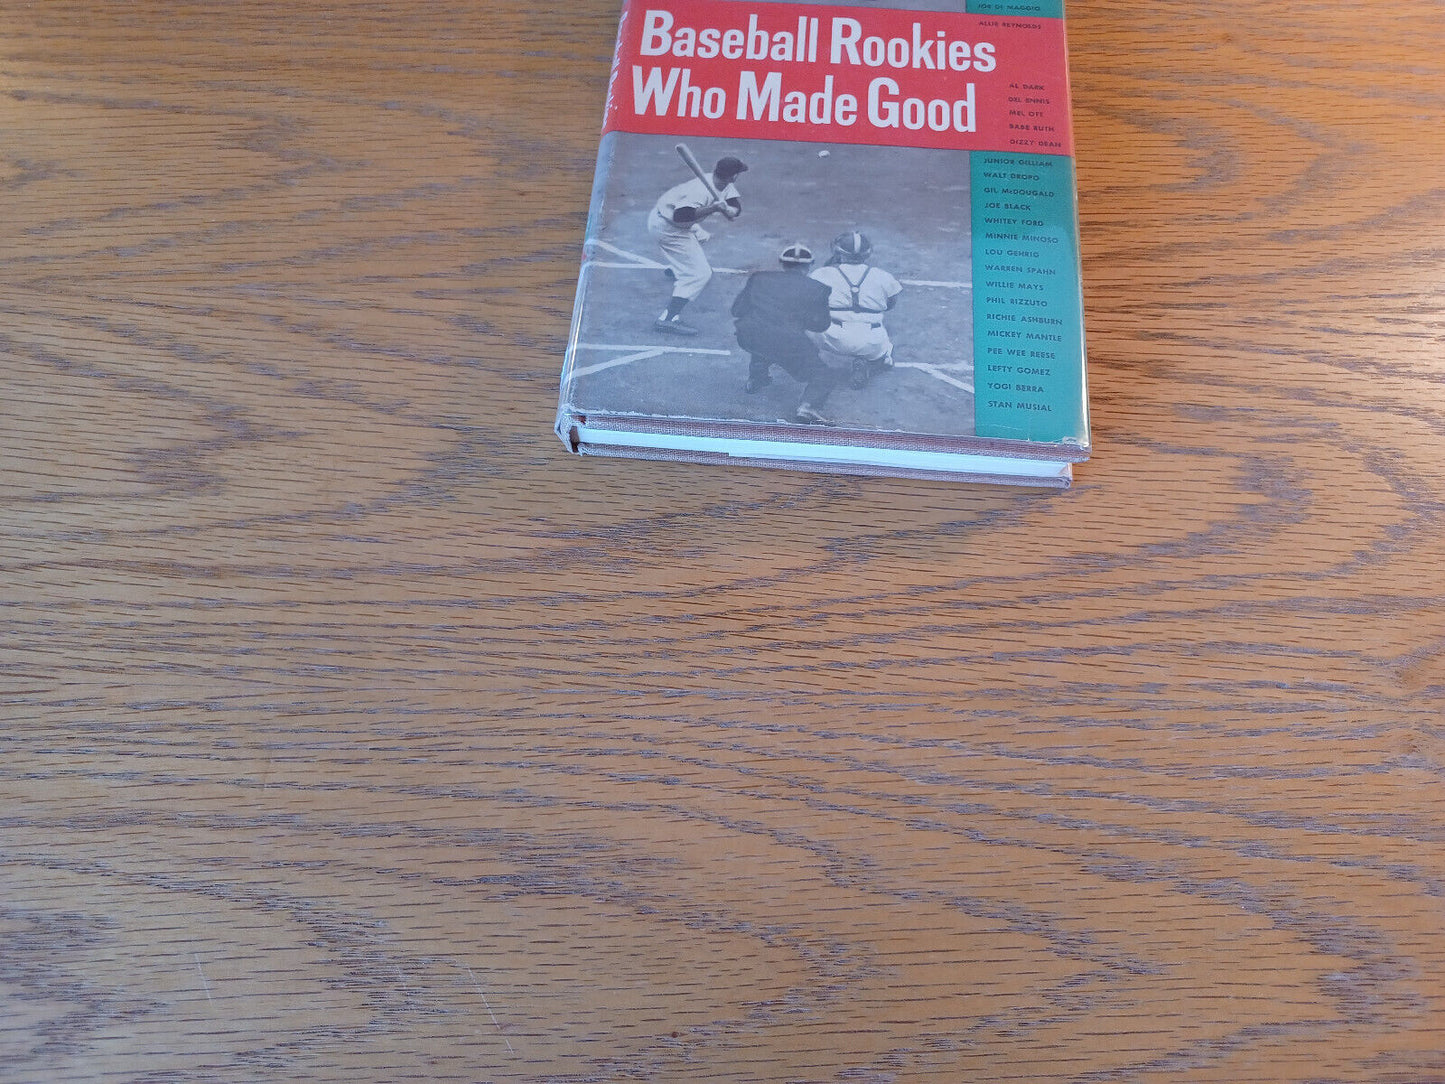 JOE DI MAGGIO
ALLIE REYNOLDS
Baseball Rookies
Who Made Good
AL DARK
DEL ENNIS
MEL OTT
BABE RUTH
DIZZY DEAN
JUNIOR GILLIAM
WALT DROPO
GIL McDOUGALD
JOE BLACK
WHITEY FORD
MINNIE MINOSO
LOU GEHRIG
WARREN SPAHN
WILLIE MAYS
PHIL RIZZUTO
RICHIE ASHBURN
MICKEY MANTLE
PEE WEE REESE
LEFTY GOMEZ
YOGI BERRA
STAN MUSIAL